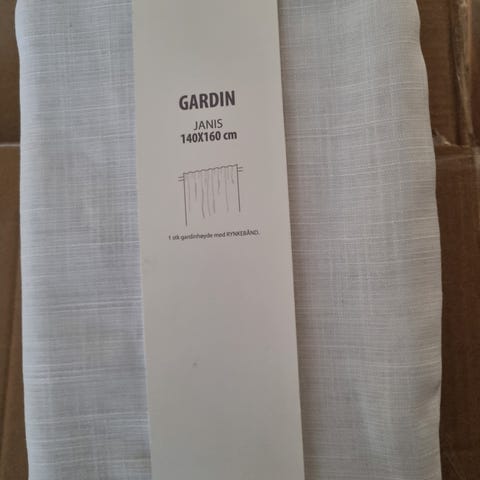 GARDIN
JANIS
140X160 cm
1 stk gardinhøyde med RYNKEBÅND.